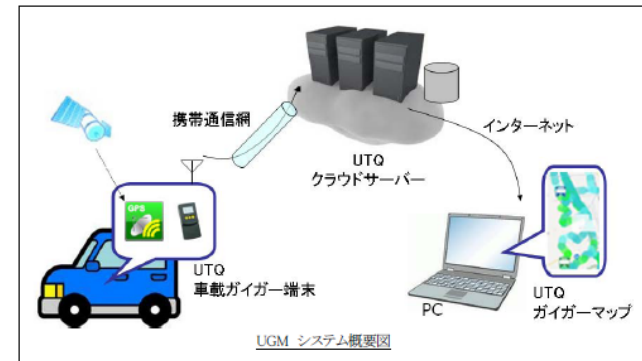 携帯通信網
UTQ
クラウドサーバー
インターネット
GPS
UTQ
車載ガイガー端末
PC
UTQ
ガイガーマップ
UGM システム概要図